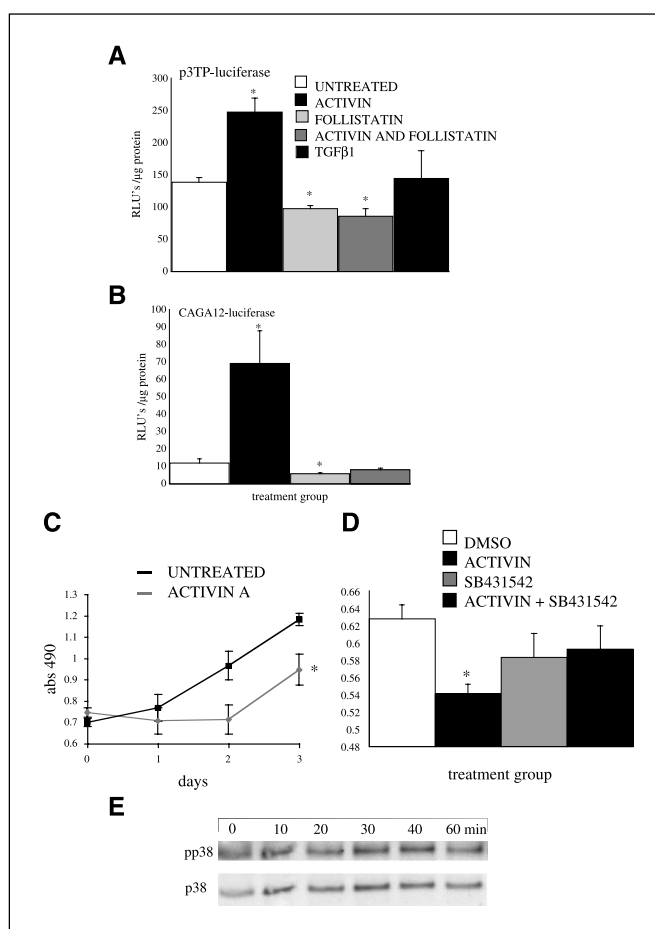 A
p3TP-luciferase
300
250
200
150
100
50
0
RLU's /µg protein
*
*
*
UNTREATED
ACTIVIN
FOLLISTATIN
ACTIVIN AND FOLLISTATIN
TGFβ1
B
CAGA12-luciferase
100
90
80
70
60
50
40
30
20
10
0
RLU's /µg protein
*
*
treatment group
C
UNTREATED
ACTIVIN A
1.3
1.2
1.1
1
0.9
0.8
0.7
0.6
abs 490
*
0 1 2 3
days
D
DMSO
ACTIVIN
SB431542
ACTIVIN + SB431542
0.66
0.64
0.62
0.6
0.58
0.56
0.54
0.52
0.5
0.48
*
treatment group
E
0 10 20 30 40 60 min
pp38
p38